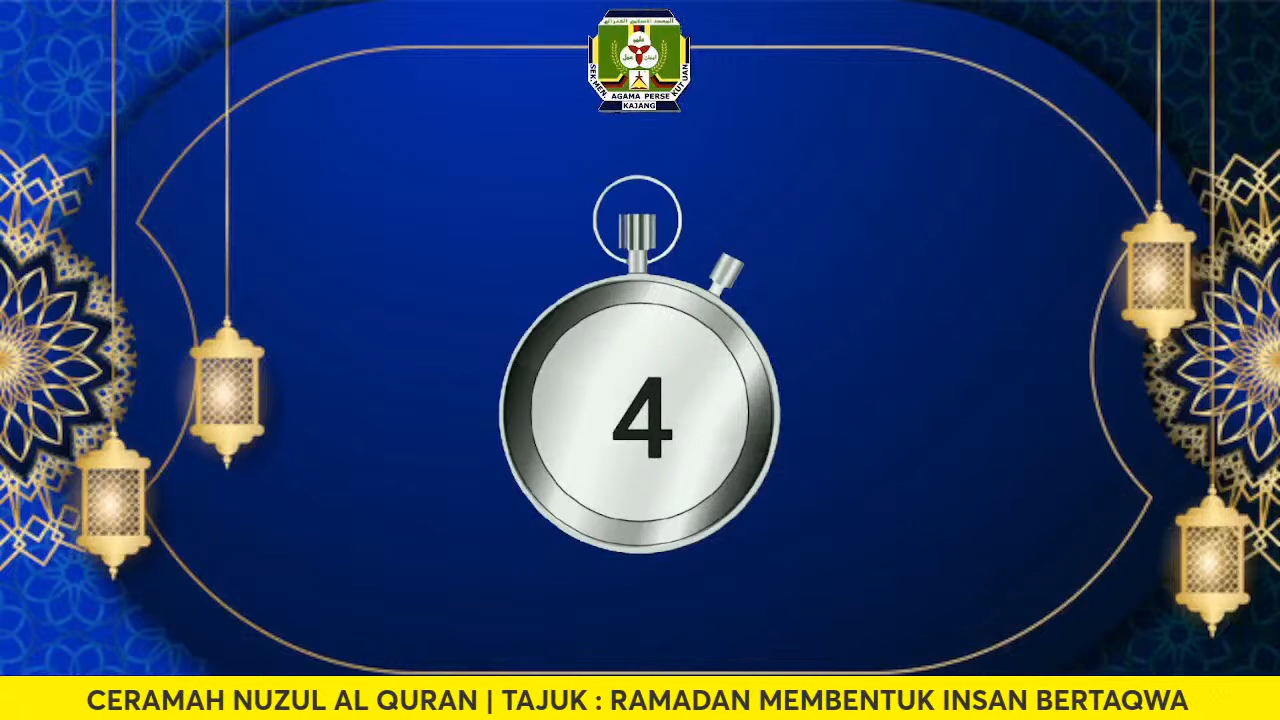 SEK.MEN. AGAMA PERSEKUTUAN
KAJANG
4
CERAMAH NUZUL AL QURAN | TAJUK : RAMADAN MEMBENTUK INSAN BERTAQWA